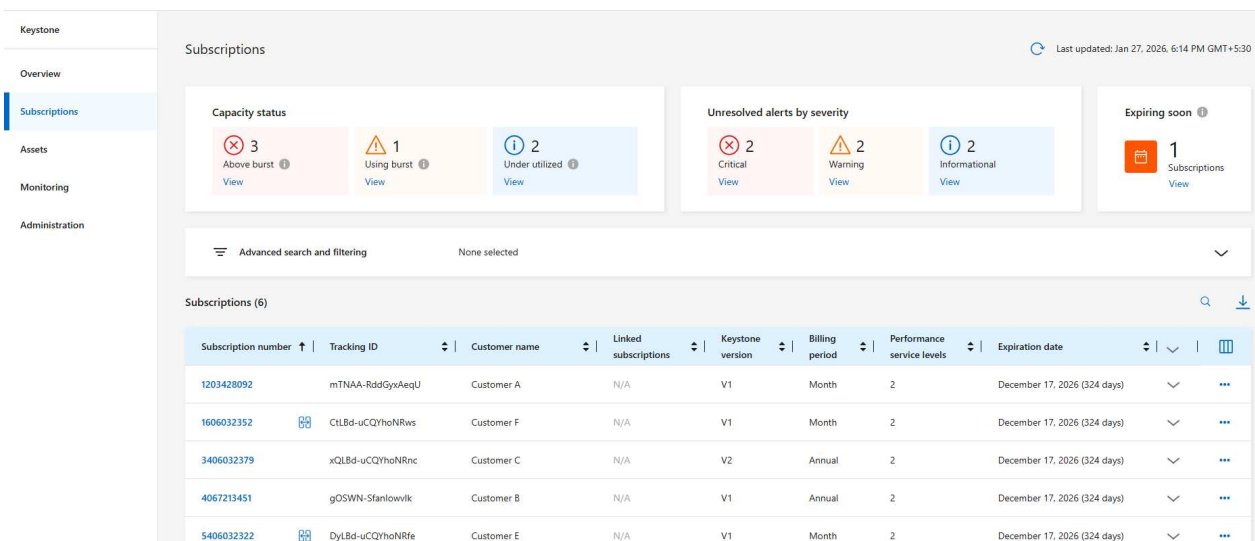 Keystone
Overview
Subscriptions
Assets
Monitoring
Administration
Subscriptions
Last updated: Jan 27, 2026, 6:14 PM GMT+5:30
Capacity status
3
Above burst
View
1
Using burst
View
2
Under utilized
View
Unresolved alerts by severity
2
Critical
View
2
Warning
View
2
Informational
View
Expiring soon
1
Subscriptions
View
Advanced search and filtering None selected
Subscriptions (6)
Subscription number Tracking ID Customer name Linked subscriptions Keystone version Billing period Performance service levels Expiration date
1203428092 mTNAA-RddGyxAeqU Customer A N/A V1 Month 2 December 17, 2026 (324 days)
1606032352 CtLBd-uCQYhoNRws Customer F N/A V1 Month 2 December 17, 2026 (324 days)
3406032379 xQLBd-uCQYhoNRnc Customer C N/A V2 Annual 2 December 17, 2026 (324 days)
4067213451 gOSWN-Sfanlowvlk Customer B N/A V1 Annual 2 December 17, 2026 (324 days)
5406032322 DyLBd-uCQYhoNRfe Customer E N/A V1 Month 2 December 17, 2026 (324 days)